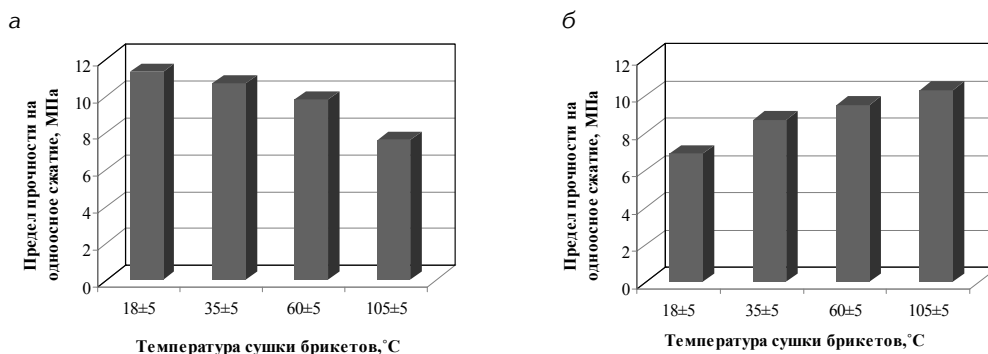 а
Предел прочности на
одноосное сжатие, МПа
12
10
8
6
4
2
0
18±5 35±5 60±5 105±5
Температура сушки брикетов,°C
б
Предел прочности на
одноосное сжатие, МПа
12
10
8
6
4
2
0
18±5 35±5 60±5 105±5
Температура сушки брикетов,°C